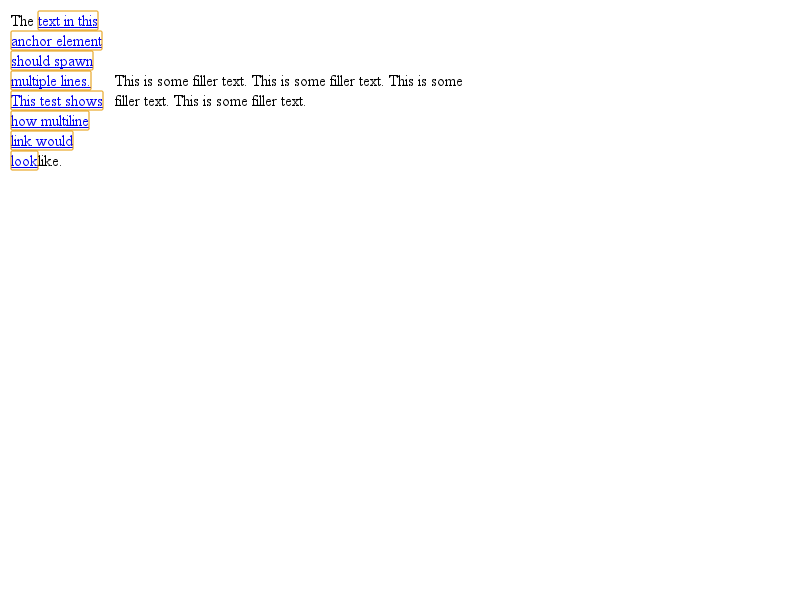 The text in this
anchor element
should spawn
multiple lines.
This test shows
how multiline
link would
looklike.
This is some filler text. This is some filler text. This is some
filler text. This is some filler text.